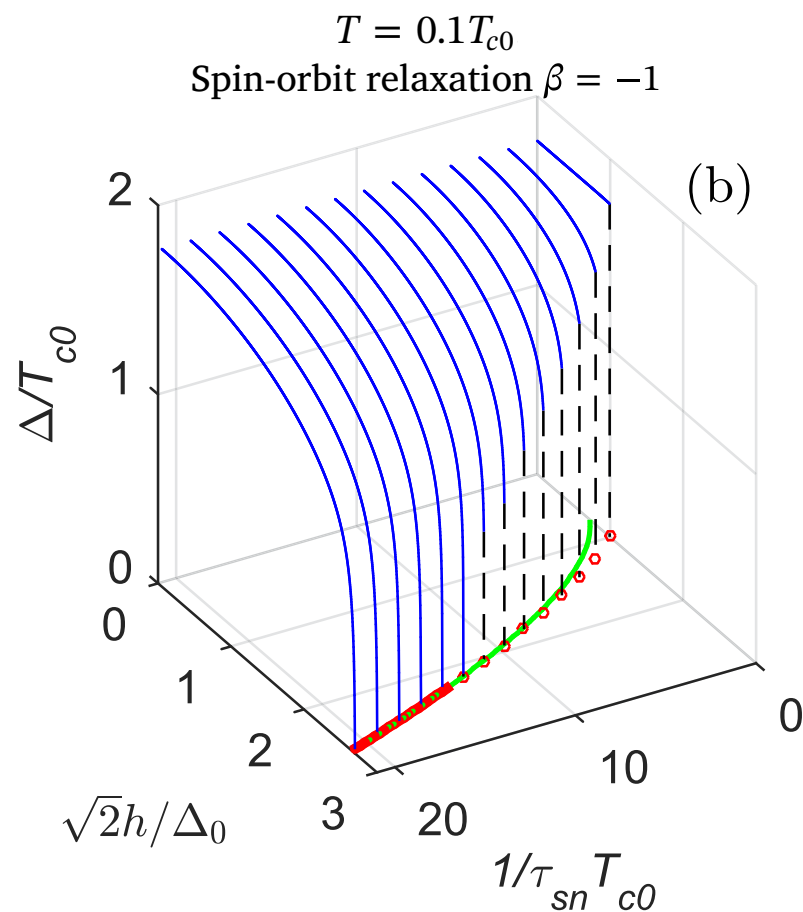 T = 0.1T_{c0}
Spin-orbit relaxation β = −1
(b)
2
1
0
Δ/T_{c0}
0
1
2
3
√2h/Δ_0
20
10
0
1/τ_{sn}T_{c0}